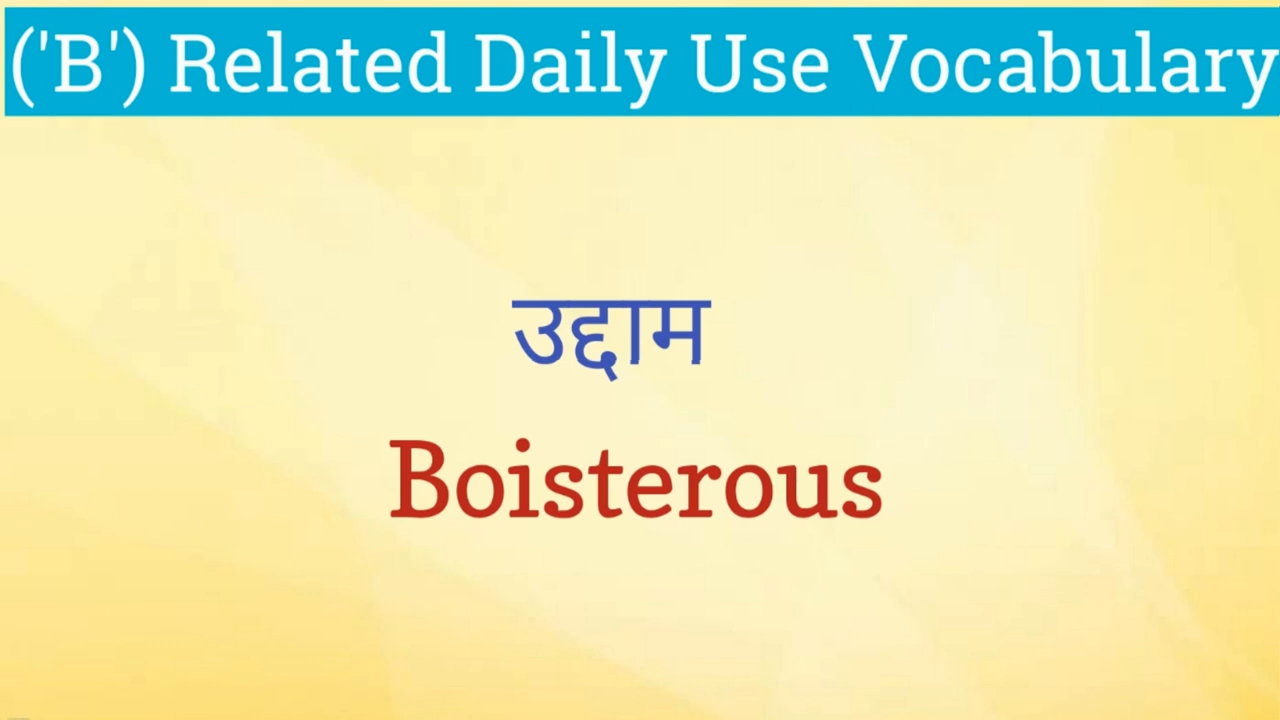 ('B') Related Daily Use Vocabulary
उद्दाम
Boisterous